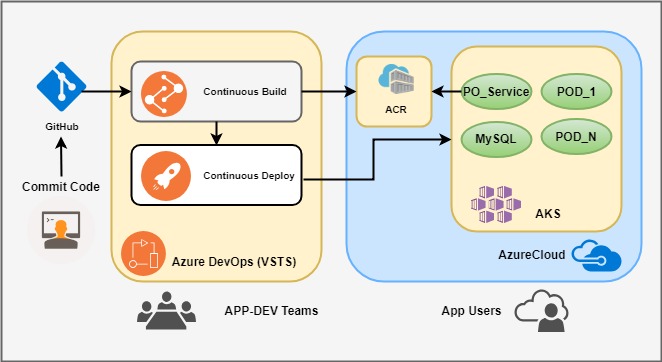 GitHub
Commit Code
Continuous Build
Continuous Deploy
Azure DevOps (VSTS)
ACR
PO_Service
POD_1
MySQL
POD_N
AKS
AzureCloud
APP-DEV Teams
App Users